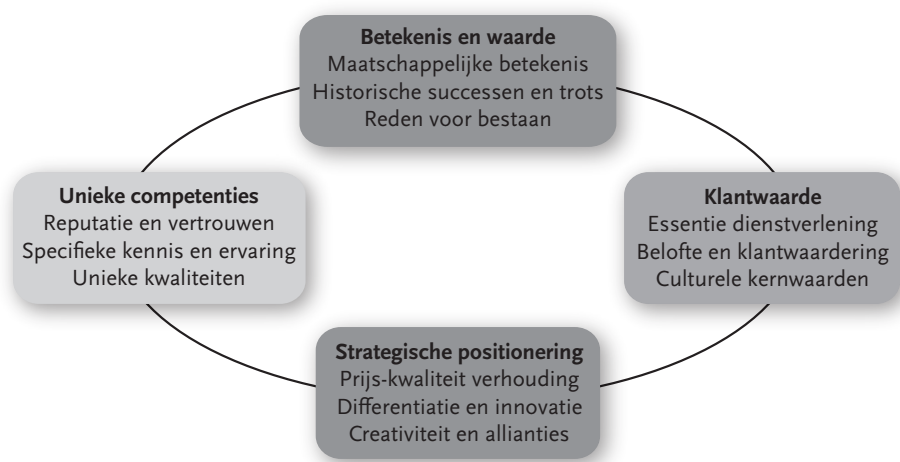 Betekenis en waarde
Maatschappelijke betekenis
Historische successen en trots
Reden voor bestaan
Unieke competenties
Reputatie en vertrouwen
Specifieke kennis en ervaring
Unieke kwaliteiten
Klantwaarde
Essentie dienstverlening
Belofte en klantwaardering
Culturele kernwaarden
Strategische positionering
Prijs-kwaliteit verhouding
Differentiatie en innovatie
Creativiteit en allianties